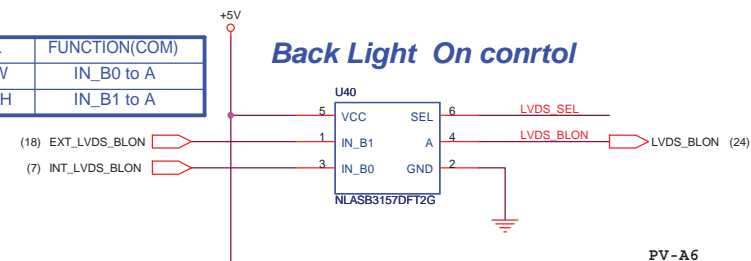 +5V
FUNCTION(COM)
IN_B0 to A
IN_B1 to A
Back Light On conrtol
U40
5 VCC SEL 6 LVDS_SEL
(18) EXT_LVDS_BLON 1 IN_B1 A 4 LVDS_BLON LVDS_BLON (24)
(7) INT_LVDS_BLON 3 IN_B0 GND 2
NLASB3157DFT2G
PV-A6